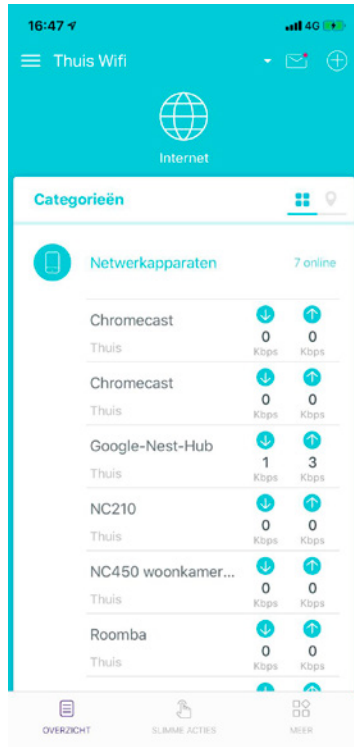 16:47 4G
Thuis Wifi
Internet
Categorieën
Netwerkapparaten 7 online
Chromecast
0 0
Thuis Kbps Kbps
Chromecast
0 0
Thuis Kbps Kbps
Google-Nest-Hub
1 3
Thuis Kbps Kbps
NC210
0 0
Thuis Kbps Kbps
NC450 woonkamer...
0 0
Thuis Kbps Kbps
Roomba
0 0
Thuis Kbps Kbps
OVERZICHT SLIMME ACTIES MEER